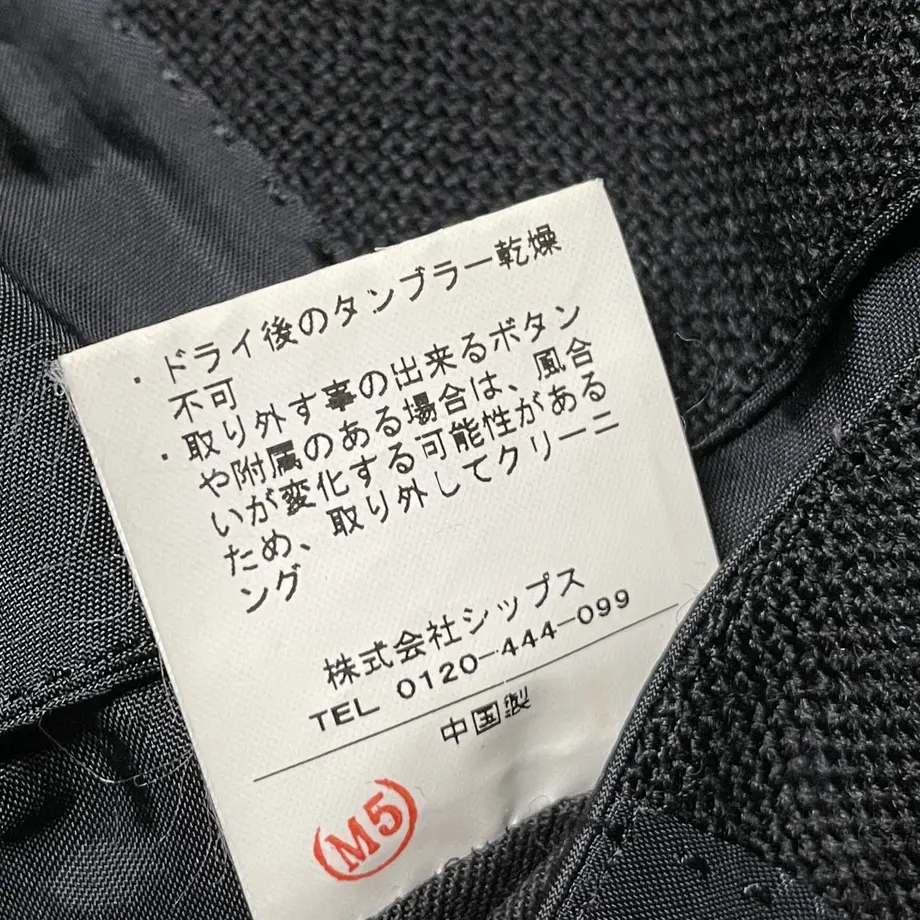 ・ドライ後のタンブラー乾燥
不可
・取り外す事の出来るボタン
や附属のある場合は、風合
いが変化する可能性がある
ため、取り外してクリーニ
ング
株式会社シップス
TEL 0120-444-099
中国製
M5